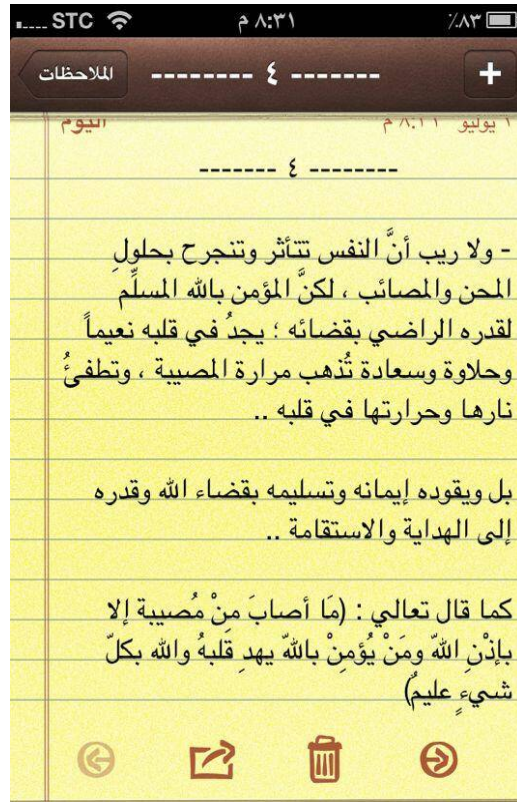 STC ٨:٣١ م ٪٨٣
الملاحظات -------- ٤ ------- +
اليوم ١ يوليو ٨:١١ م
------- ٤ --------
- ولا ريب أنَّ النفس تتأثر وتنجرح بحلولِ
المحن والمصائب ، لكنَّ المؤمن بالله المسلِّم
لقدره الراضي بقضائه ؛ يجدُ في قلبه نعيماً
وحلاوة وسعادة تُذهب مرارة المصيبة ، وتطفئُ
نارها وحرارتها في قلبه ..
بل ويقوده إيمانه وتسليمه بقضاء الله وقدره
إلى الهداية والاستقامة ..
كما قال تعالى : (مَا أصابَ منْ مُصيبة إلا
بإذْنِ اللهّ ومَنْ يُؤمنْ باللهّ يهدِ قَلبهُ والله بكلّ
شيءٍ عليمٌ)